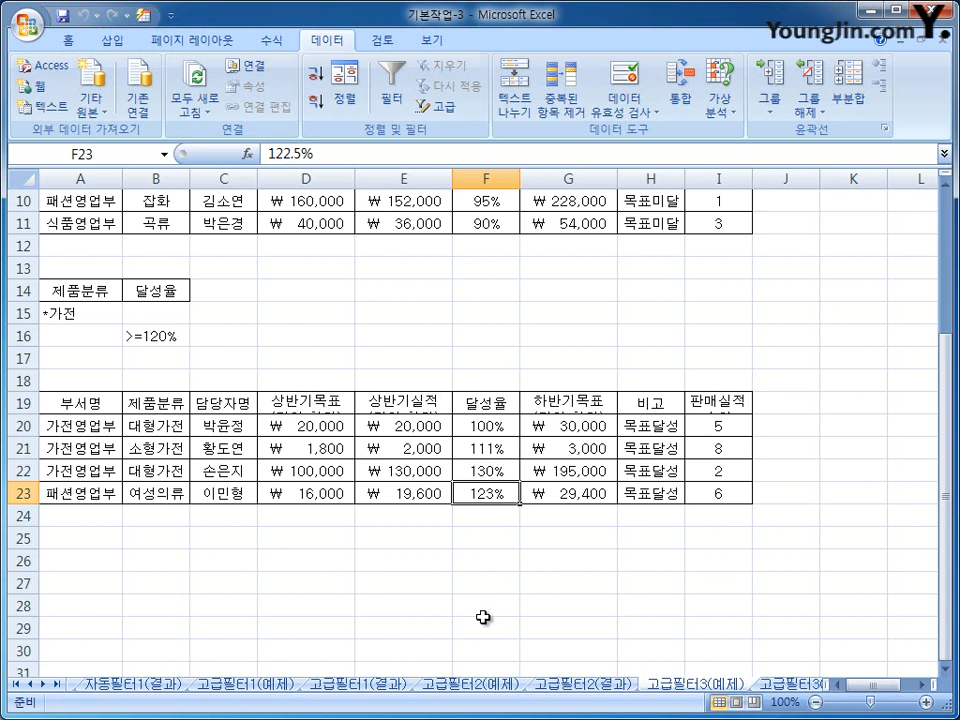 기본작업-3 - Microsoft Excel
YoungJin.com Y.
홈 삽입 페이지 레이아웃 수식 데이터 검토 보기
Access
웹
텍스트
기타 원본
기존 연결
외부 데이터 가져오기
모두 새로 고침
연결
속성
연결 편집
연결
정렬
필터
지우기
다시 적용
고급
정렬 및 필터
텍스트 나누기
중복된 항목 제거
데이터 유효성 검사
통합
가상 분석
데이터 도구
그룹
그룹 해제
부분합
윤곽선
F23 fx 122.5%
A B C D E F G H I J K L
10 패션영업부 잡화 김소연 ₩ 160,000 ₩ 152,000 95% ₩ 228,000 목표미달 1
11 식품영업부 곡류 박은경 ₩ 40,000 ₩ 36,000 90% ₩ 54,000 목표미달 3
12
13
14 제품분류 달성율
15 *가전
16 >=120%
17
18
19 부서명 제품분류 담당자명 상반기목표 상반기실적 달성율 하반기목표 비고 판매실적
20 가전영업부 대형가전 박윤정 ₩ 20,000 ₩ 20,000 100% ₩ 30,000 목표달성 5
21 가전영업부 소형가전 황도연 ₩ 1,800 ₩ 2,000 111% ₩ 3,000 목표달성 8
22 가전영업부 대형가전 손은지 ₩ 100,000 ₩ 130,000 130% ₩ 195,000 목표달성 2
23 패션영업부 여성의류 이민형 ₩ 16,000 ₩ 19,600 123% ₩ 29,400 목표달성 6
24
25
26
27
28
29
30
31
자동필터1(결과) 고급필터1(예제) 고급필터1(결과) 고급필터2(예제) 고급필터2(결과) 고급필터3(예제) 고급필터3(
준비 100%